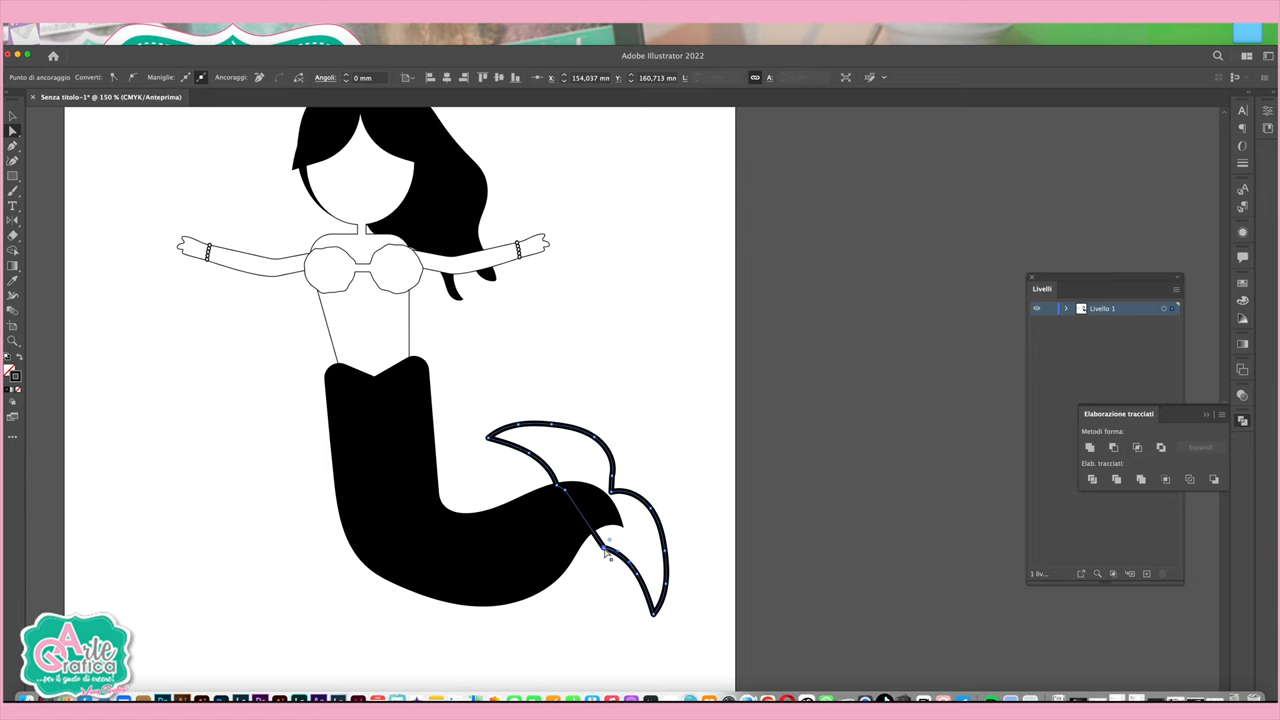 Adobe Illustrator 2022
Punto di ancoraggio Converti: Maniglie: Ancoraggi: Angoli: 0 mm X: 154,037 mn Y: 160,713 mn L: A:
Senza titolo-1* @ 150 % (CMYK/Anteprima)
Livelli
Livello 1
Elaborazione tracciati
Metodi forma:
Espandi
Elab. tracciati:
1 liv...
Arte
Grafica
...per il gusto di creare!